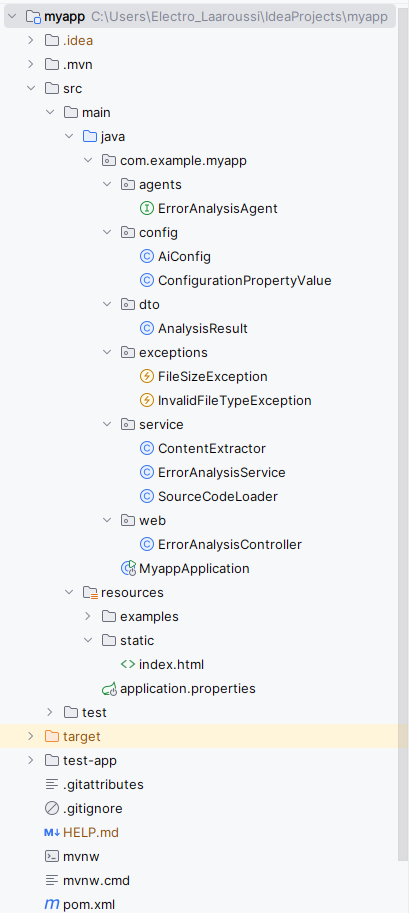 myapp C:\Users\Electro_Laaroussi\IdeaProjects\myapp
.idea
.mvn
src
main
java
com.example.myapp
agents
ErrorAnalysisAgent
config
AiConfig
ConfigurationPropertyValue
dto
AnalysisResult
exceptions
FileSizeException
InvalidFileTypeException
service
ContentExtractor
ErrorAnalysisService
SourceCodeLoader
web
ErrorAnalysisController
MyappApplication
resources
examples
static
index.html
application.properties
test
target
test-app
.gitattributes
.gitignore
HELP.md
mvnw
mvnw.cmd
pom.xml